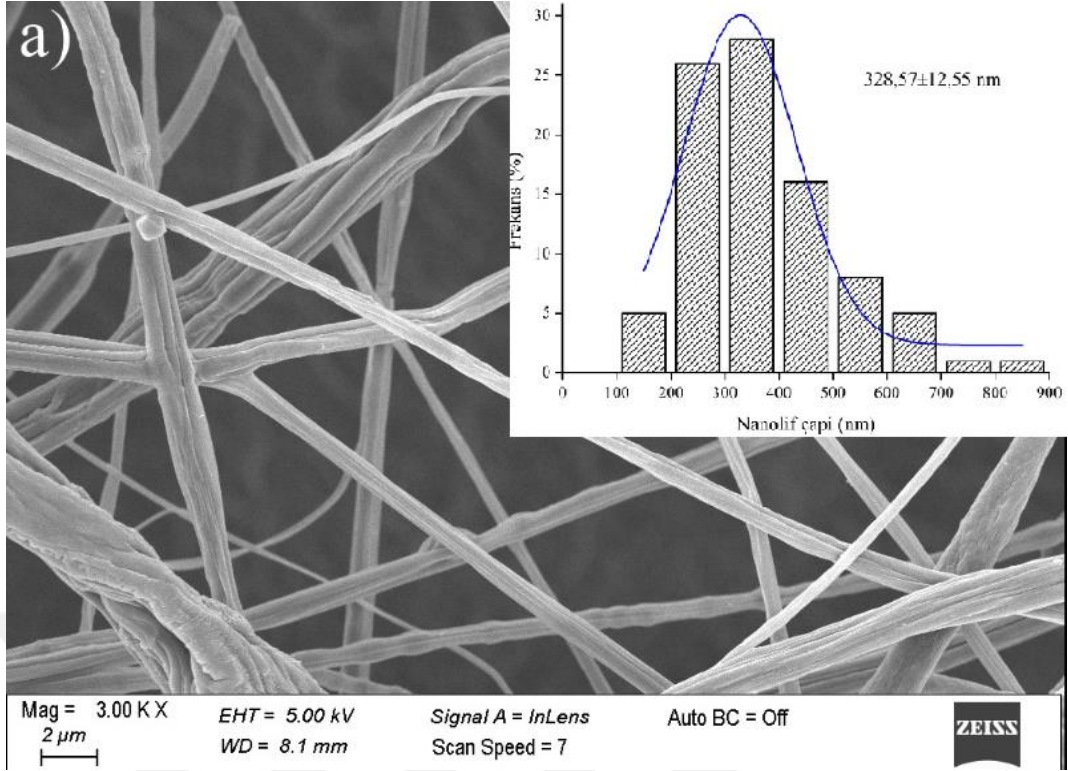 a)
328,57±12,55 nm
Frekans (%)
30
25
20
15
10
5
0
0 100 200 300 400 500 600 700 800 900
Nanolif çapi (nm)
Mag = 3.00 K X
2 µm
EHT = 5.00 kV
WD = 8.1 mm
Signal A = InLens
Scan Speed = 7
Auto BC = Off
ZEISS